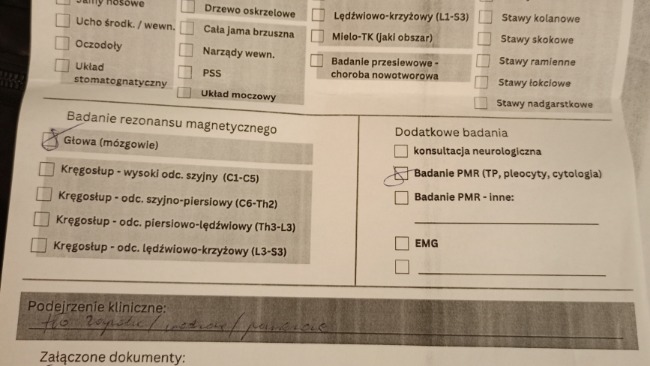 Jamy nosowe
Ucho środk. / wewn.
Oczodoły
Układ
stomatognatyczny
Drzewo oskrzelowe
Cała jama brzuszna
Narządy wewn.
PSS
Układ moczowy
Lędźwiowo-krzyżowy (L1-S3)
Mielo-TK (jaki obszar)
Badanie przesiewowe -
choroba nowotworowa
Stawy kolanowe
Stawy skokowe
Stawy ramienne
Stawy łokciowe
Stawy nadgarstkowe
Badanie rezonansu magnetycznego
Głowa (mózgowie)
Kręgosłup - wysoki odc. szyjny (C1-C5)
Kręgosłup - odc. szyjno-piersiowy (C6-Th2)
Kręgosłup - odc. piersiowo-lędźwiowy (Th3-L3)
Kręgosłup - odc. lędźwiowo-krzyżowy (L3-S3)
Dodatkowe badania
konsultacja neurologiczna
Badanie PMR (TP, pleocyty, cytologia)
Badanie PMR - inne:
EMG
Podejrzenie kliniczne:
Załączone dokumenty: